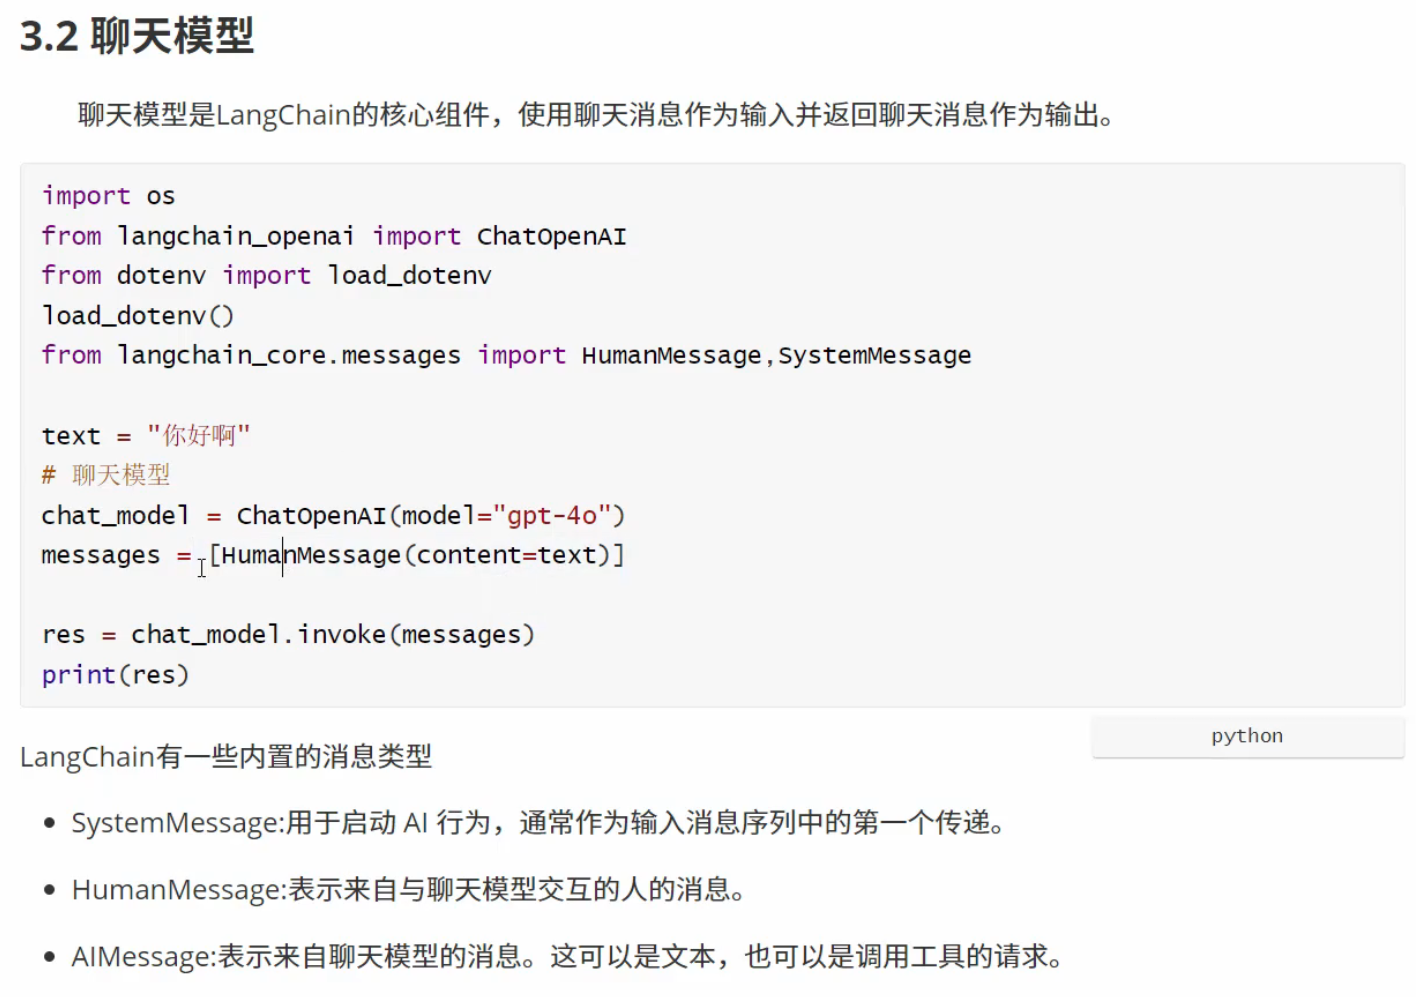 3.2 聊天模型
聊天模型是LangChain的核心组件，使用聊天消息作为输入并返回聊天消息作为输出。
import os
from langchain_openai import ChatOpenAI
from dotenv import load_dotenv
load_dotenv()
from langchain_core.messages import HumanMessage,SystemMessage
text = "你好啊"
# 聊天模型
chat_model = ChatOpenAI(model="gpt-4o")
messages = [HumanMessage(content=text)]
res = chat_model.invoke(messages)
print(res)
python
LangChain有一些内置的消息类型
• SystemMessage:用于启动 AI 行为，通常作为输入消息序列中的第一个传递。
• HumanMessage:表示来自与聊天模型交互的人的消息。
• AIMessage:表示来自聊天模型的消息。这可以是文本，也可以是调用工具的请求。